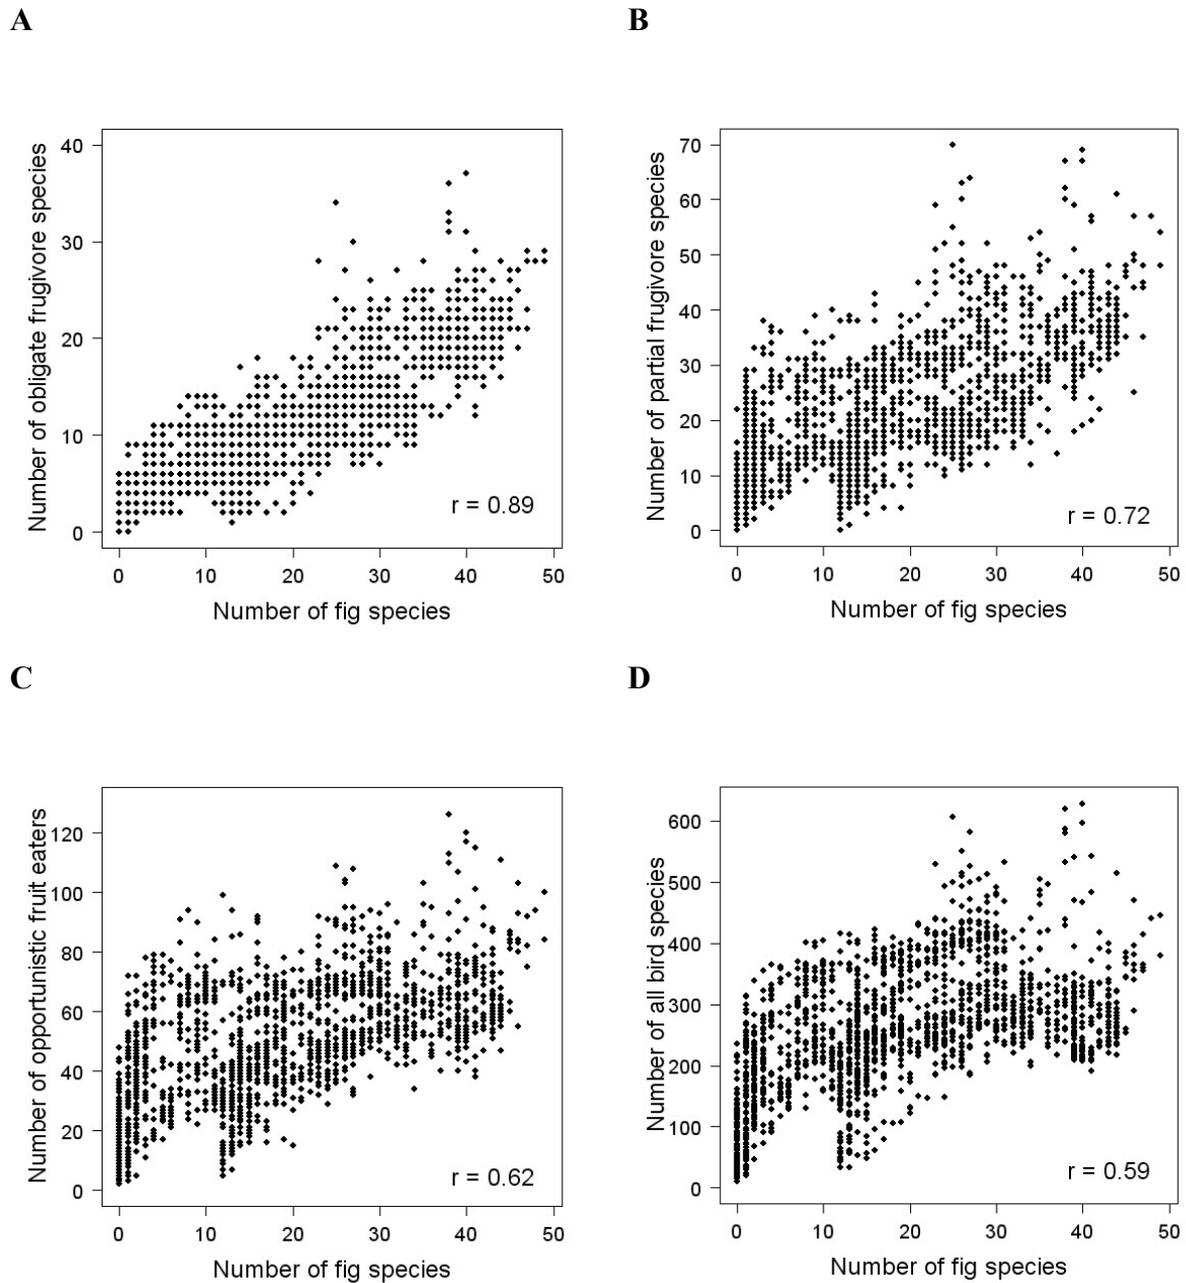 A
B
Number of obligate frugivore species
40
30
20
10
0
0 10 20 30 40 50
Number of fig species
r = 0.89
Number of partial frugivore species
70
60
50
40
30
20
10
0
0 10 20 30 40 50
Number of fig species
r = 0.72
C
D
Number of opportunistic fruit eaters
120
100
80
60
40
20
0
0 10 20 30 40 50
Number of fig species
r = 0.62
Number of all bird species
600
500
400
300
200
100
0
0 10 20 30 40 50
Number of fig species
r = 0.59